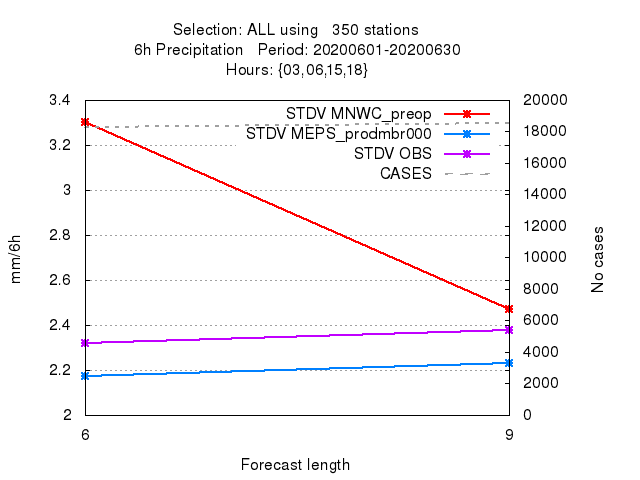 Selection: ALL using   350 stations
6h Precipitation   Period: 20200601-20200630
Hours: {03,06,15,18}
3.4
3.2
3
2.8
2.6
2.4
2.2
2
mm/6h
STDV MNWC_preop
STDV MEPS_prodmbr000
STDV OBS
CASES
20000
18000
16000
14000
12000
10000
8000
6000
4000
2000
0
No cases
6 9
Forecast length